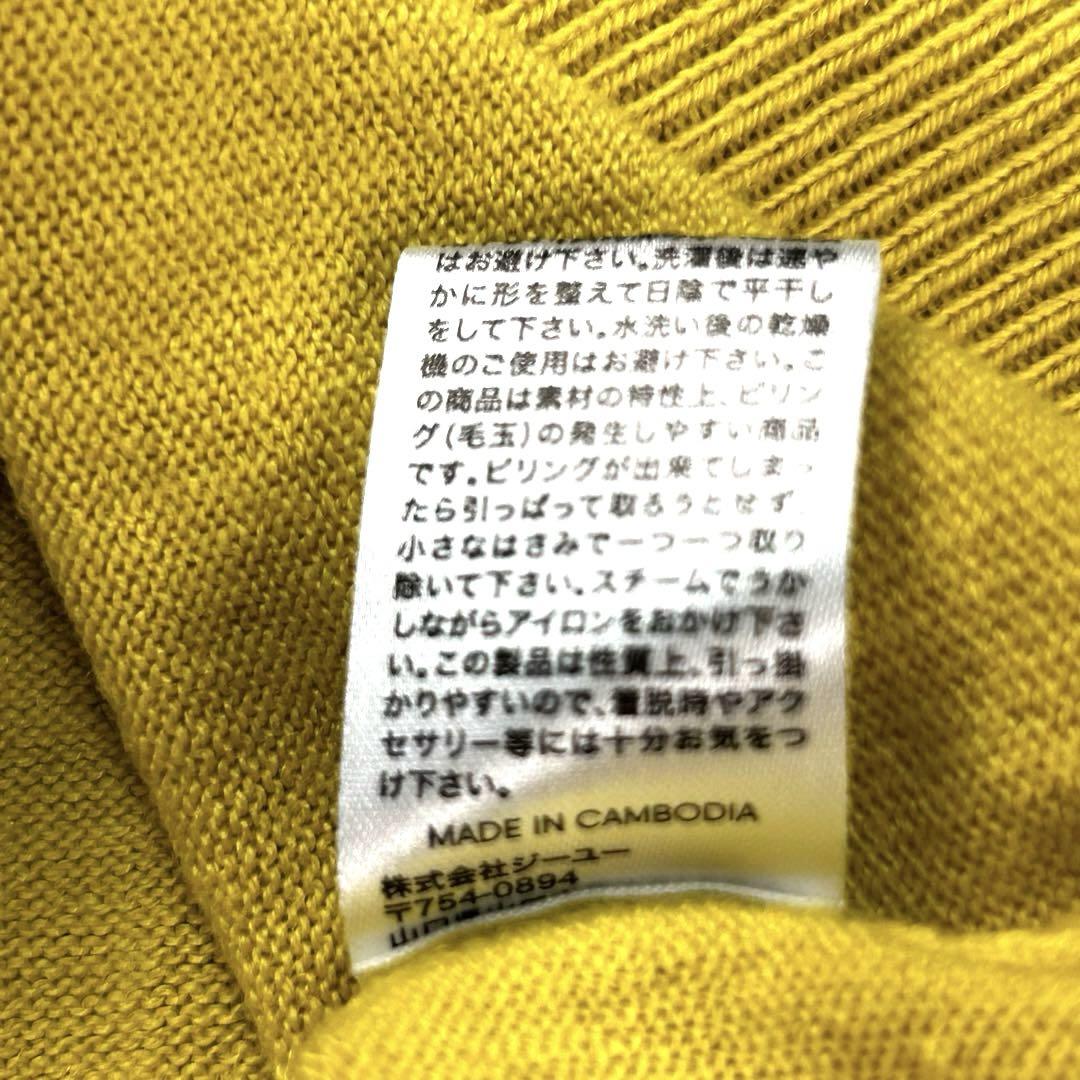 はお避け下さい。洗濯後は速や
かに形を整えて日陰で平干し
をして下さい。水洗い後の乾燥
機のご使用はお避け下さい。こ
の商品は素材の特性上、ピリン
グ(毛玉)の発生しやすい商品
です。ピリングが出来てしまっ
たら引っぱって取ろうとせず、
小さなはさみで一つ一つ取り
除いて下さい。スチームでうか
しながらアイロンをおかけ下さ
い。この製品は性質上、引っ掛
かりやすいので、着脱時やアク
セサリー等には十分お気をつ
け下さい。
MADE IN CAMBODIA
株式会社ジーユー
〒754-0894
山口県山